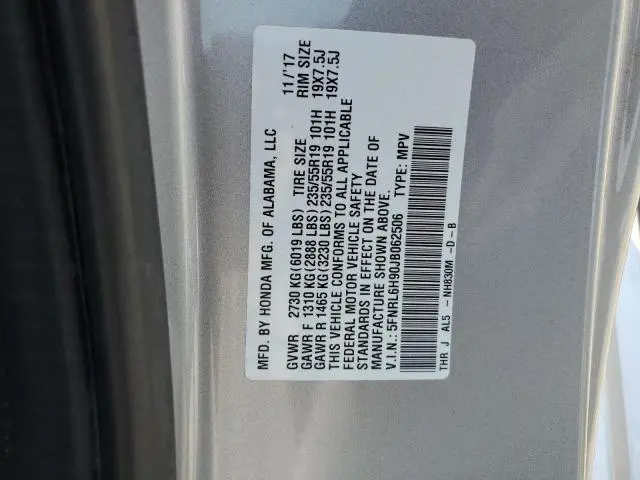 MFD. BY HONDA MFG. OF ALABAMA, LLC 11/'17
GVWR 2730 KG(6019 LBS) TIRE SIZE RIM SIZE
GAWR F 1310 KG(2888 LBS)235/55R19 101H 19X7.5J
GAWR R 1465 KG(3230 LBS)235/55R19 101H 19X7.5J
THIS VEHICLE CONFORMS TO ALL APPLICABLE
FEDERAL MOTOR VEHICLE SAFETY
STANDARDS IN EFFECT ON THE DATE OF
MANUFACTURE SHOWN ABOVE.
V.I.N.: 5FNRL6H90JB062506 TYPE: MPV
THR J AL5 - NH830M -D-B